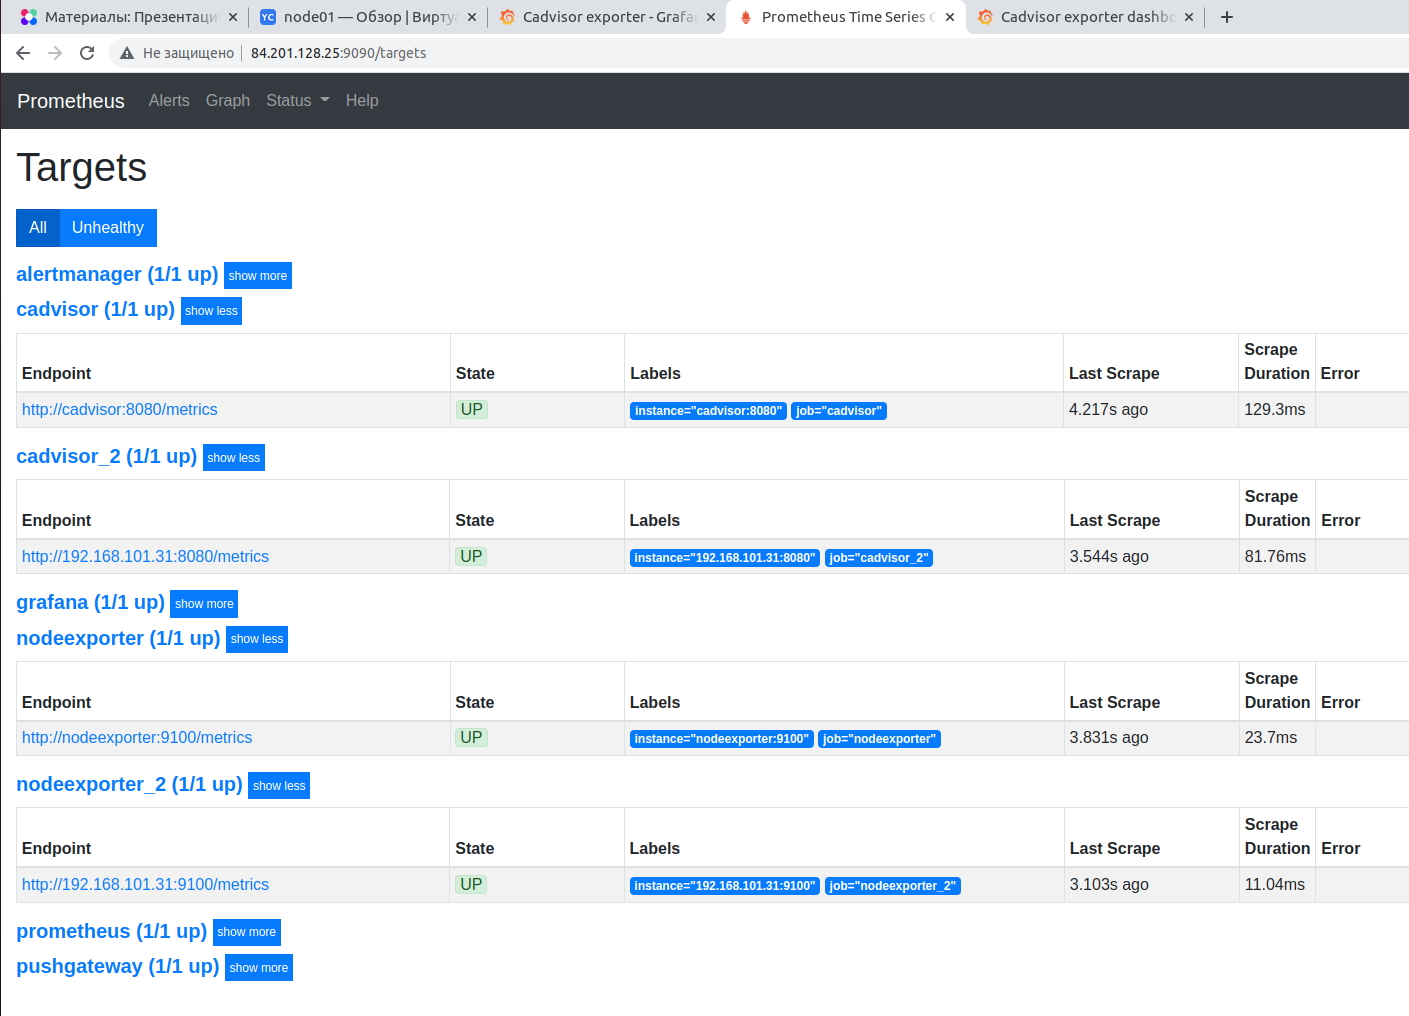 Материалы: Презентаци
node01 — Обзор | Вирту
Cadvisor exporter - Grafa
Prometheus Time Series
Cadvisor exporter dashb
Не защищено 84.201.128.25:9090/targets
Prometheus Alerts Graph Status Help
Targets
All Unhealthy
alertmanager (1/1 up) show more
cadvisor (1/1 up) show less
Endpoint State Labels Last Scrape Scrape Duration Error
http://cadvisor:8080/metrics UP instance="cadvisor:8080" job="cadvisor" 4.217s ago 129.3ms
cadvisor_2 (1/1 up) show less
Endpoint State Labels Last Scrape Scrape Duration Error
http://192.168.101.31:8080/metrics UP instance="192.168.101.31:8080" job="cadvisor_2" 3.544s ago 81.76ms
grafana (1/1 up) show more
nodeexporter (1/1 up) show less
Endpoint State Labels Last Scrape Scrape Duration Error
http://nodeexporter:9100/metrics UP instance="nodeexporter:9100" job="nodeexporter" 3.831s ago 23.7ms
nodeexporter_2 (1/1 up) show less
Endpoint State Labels Last Scrape Scrape Duration Error
http://192.168.101.31:9100/metrics UP instance="192.168.101.31:9100" job="nodeexporter_2" 3.103s ago 11.04ms
prometheus (1/1 up) show more
pushgateway (1/1 up) show more